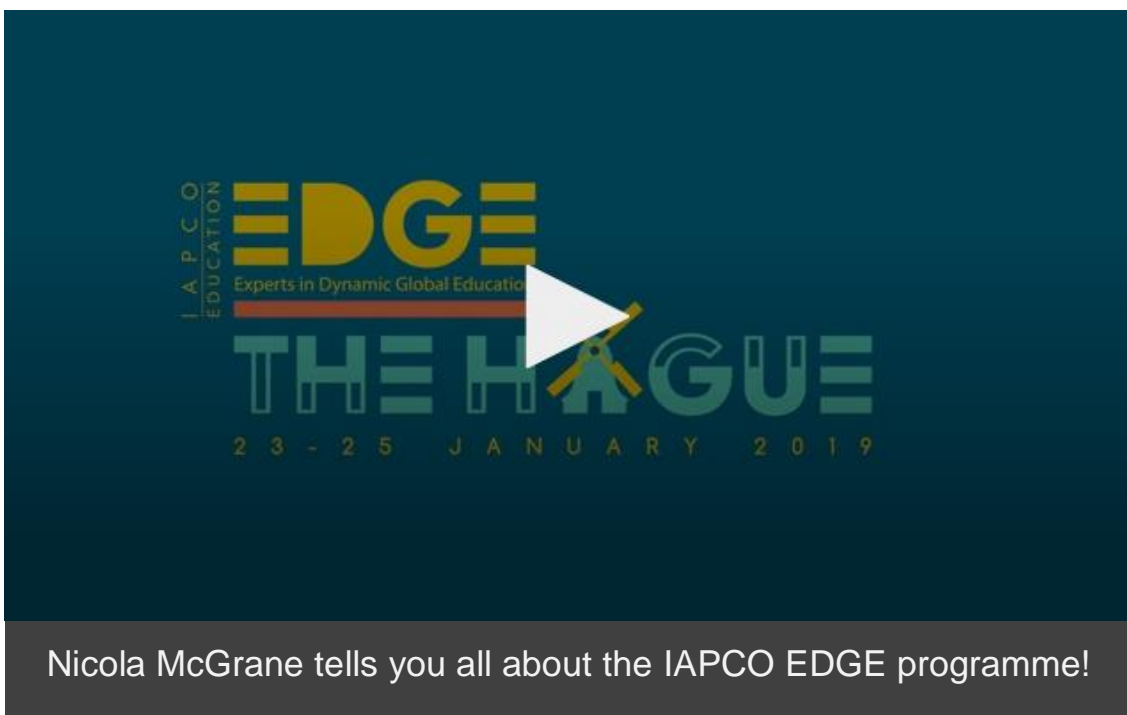 IAPCO
EDUCATION
EDGE
Experts in Dynamic Global Educatio
THE HAGUE
23-25 JANUARY 2019
Nicola McGrane tells you all about the IAPCO EDGE programme!